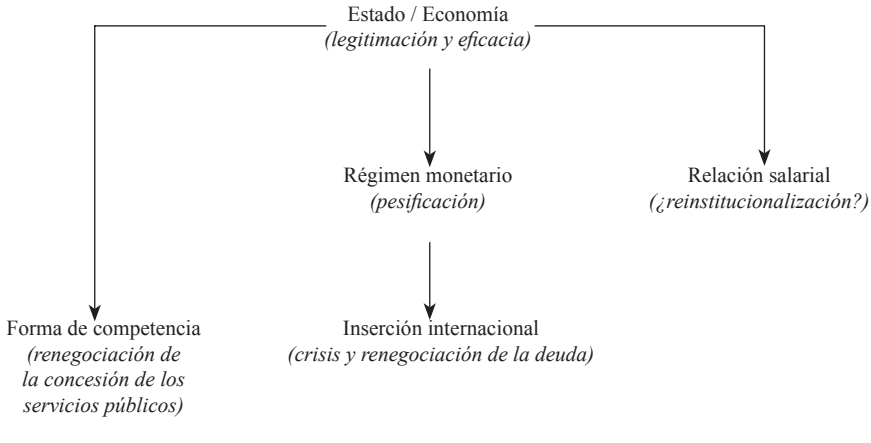 Estado / Economía
(legitimación y eficacia)
Régimen monetario
(pesificación)
Relación salarial
(¿reinstitucionalización?)
Forma de competencia
(renegociación de
la concesión de los
servicios públicos)
Inserción internacional
(crisis y renegociación de la deuda)